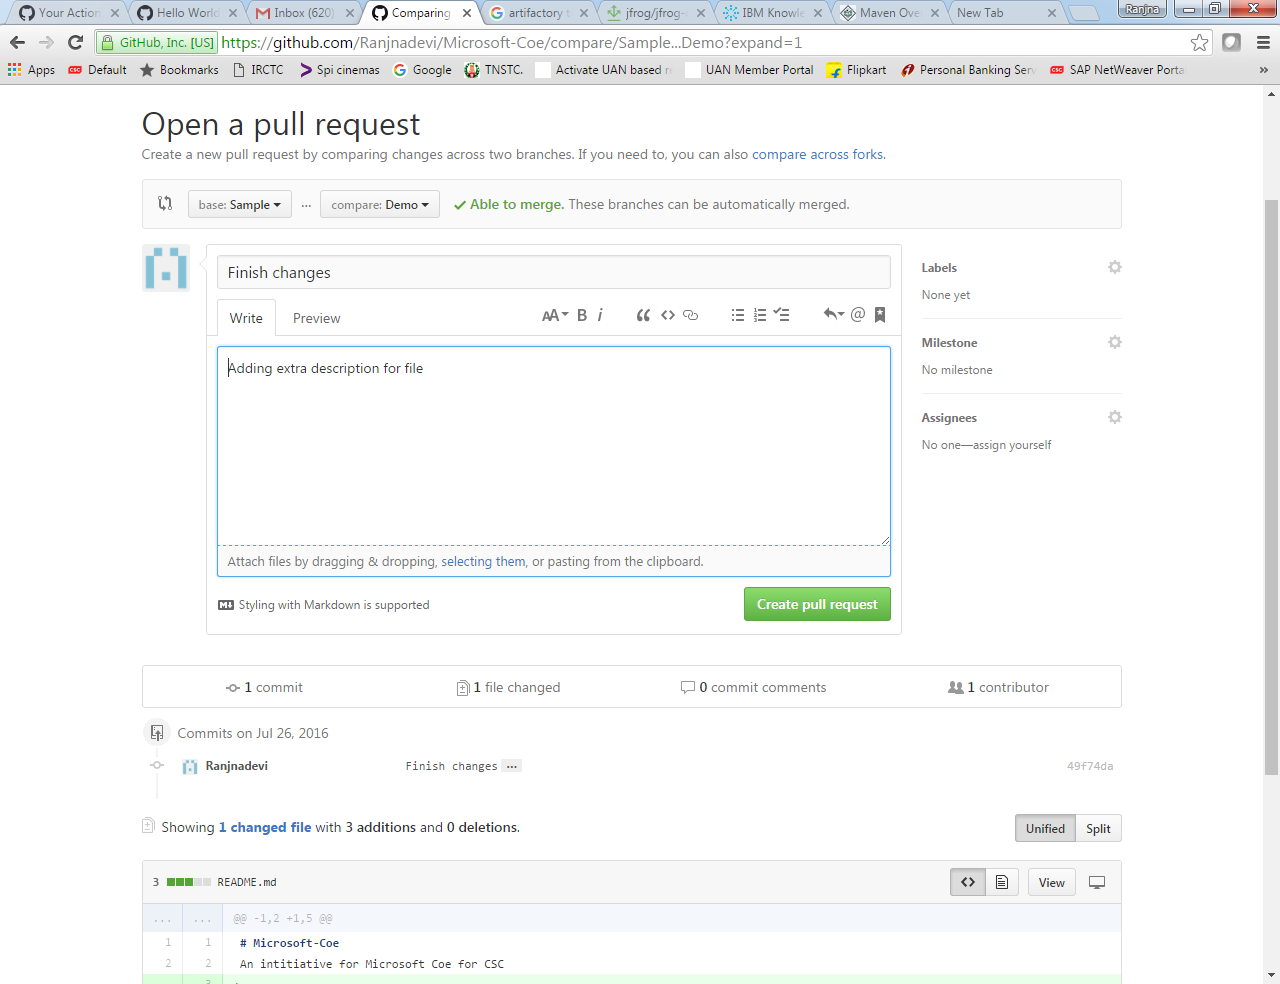 Your Action
Hello World
Inbox (620)
Comparing
artifactory t
jfrog/jfrog-
IBM Knowle
Maven Ove
New Tab
Ranjna
GitHub, Inc. [US]
https://github.com/Ranjnadevi/Microsoft-Coe/compare/Sample...Demo?expand=1
Apps
Default
Bookmarks
IRCTC
Spi cinemas
Google
TNSTC.
Activate UAN based r
UAN Member Portal
Flipkart
Personal Banking Serv
SAP NetWeaver Porta
»
Open a pull request
Create a new pull request by comparing changes across two branches. If you need to, you can also compare across forks.
base: Sample
...
compare: Demo
Able to merge. These branches can be automatically merged.
Finish changes
Write
Preview
AA B i
Adding extra description for file
Attach files by dragging & dropping, selecting them, or pasting from the clipboard.
Styling with Markdown is supported
Create pull request
Labels
None yet
Milestone
No milestone
Assignees
No one—assign yourself
1 commit
1 file changed
0 commit comments
1 contributor
Commits on Jul 26, 2016
Ranjnadevi
Finish changes ...
49f74da
Showing 1 changed file with 3 additions and 0 deletions.
Unified
Split
3 README.md
View
... ... @@ -1,2 +1,5 @@
1 1 # Microsoft-Coe
2 2 An intitiative for Microsoft Coe for CSC